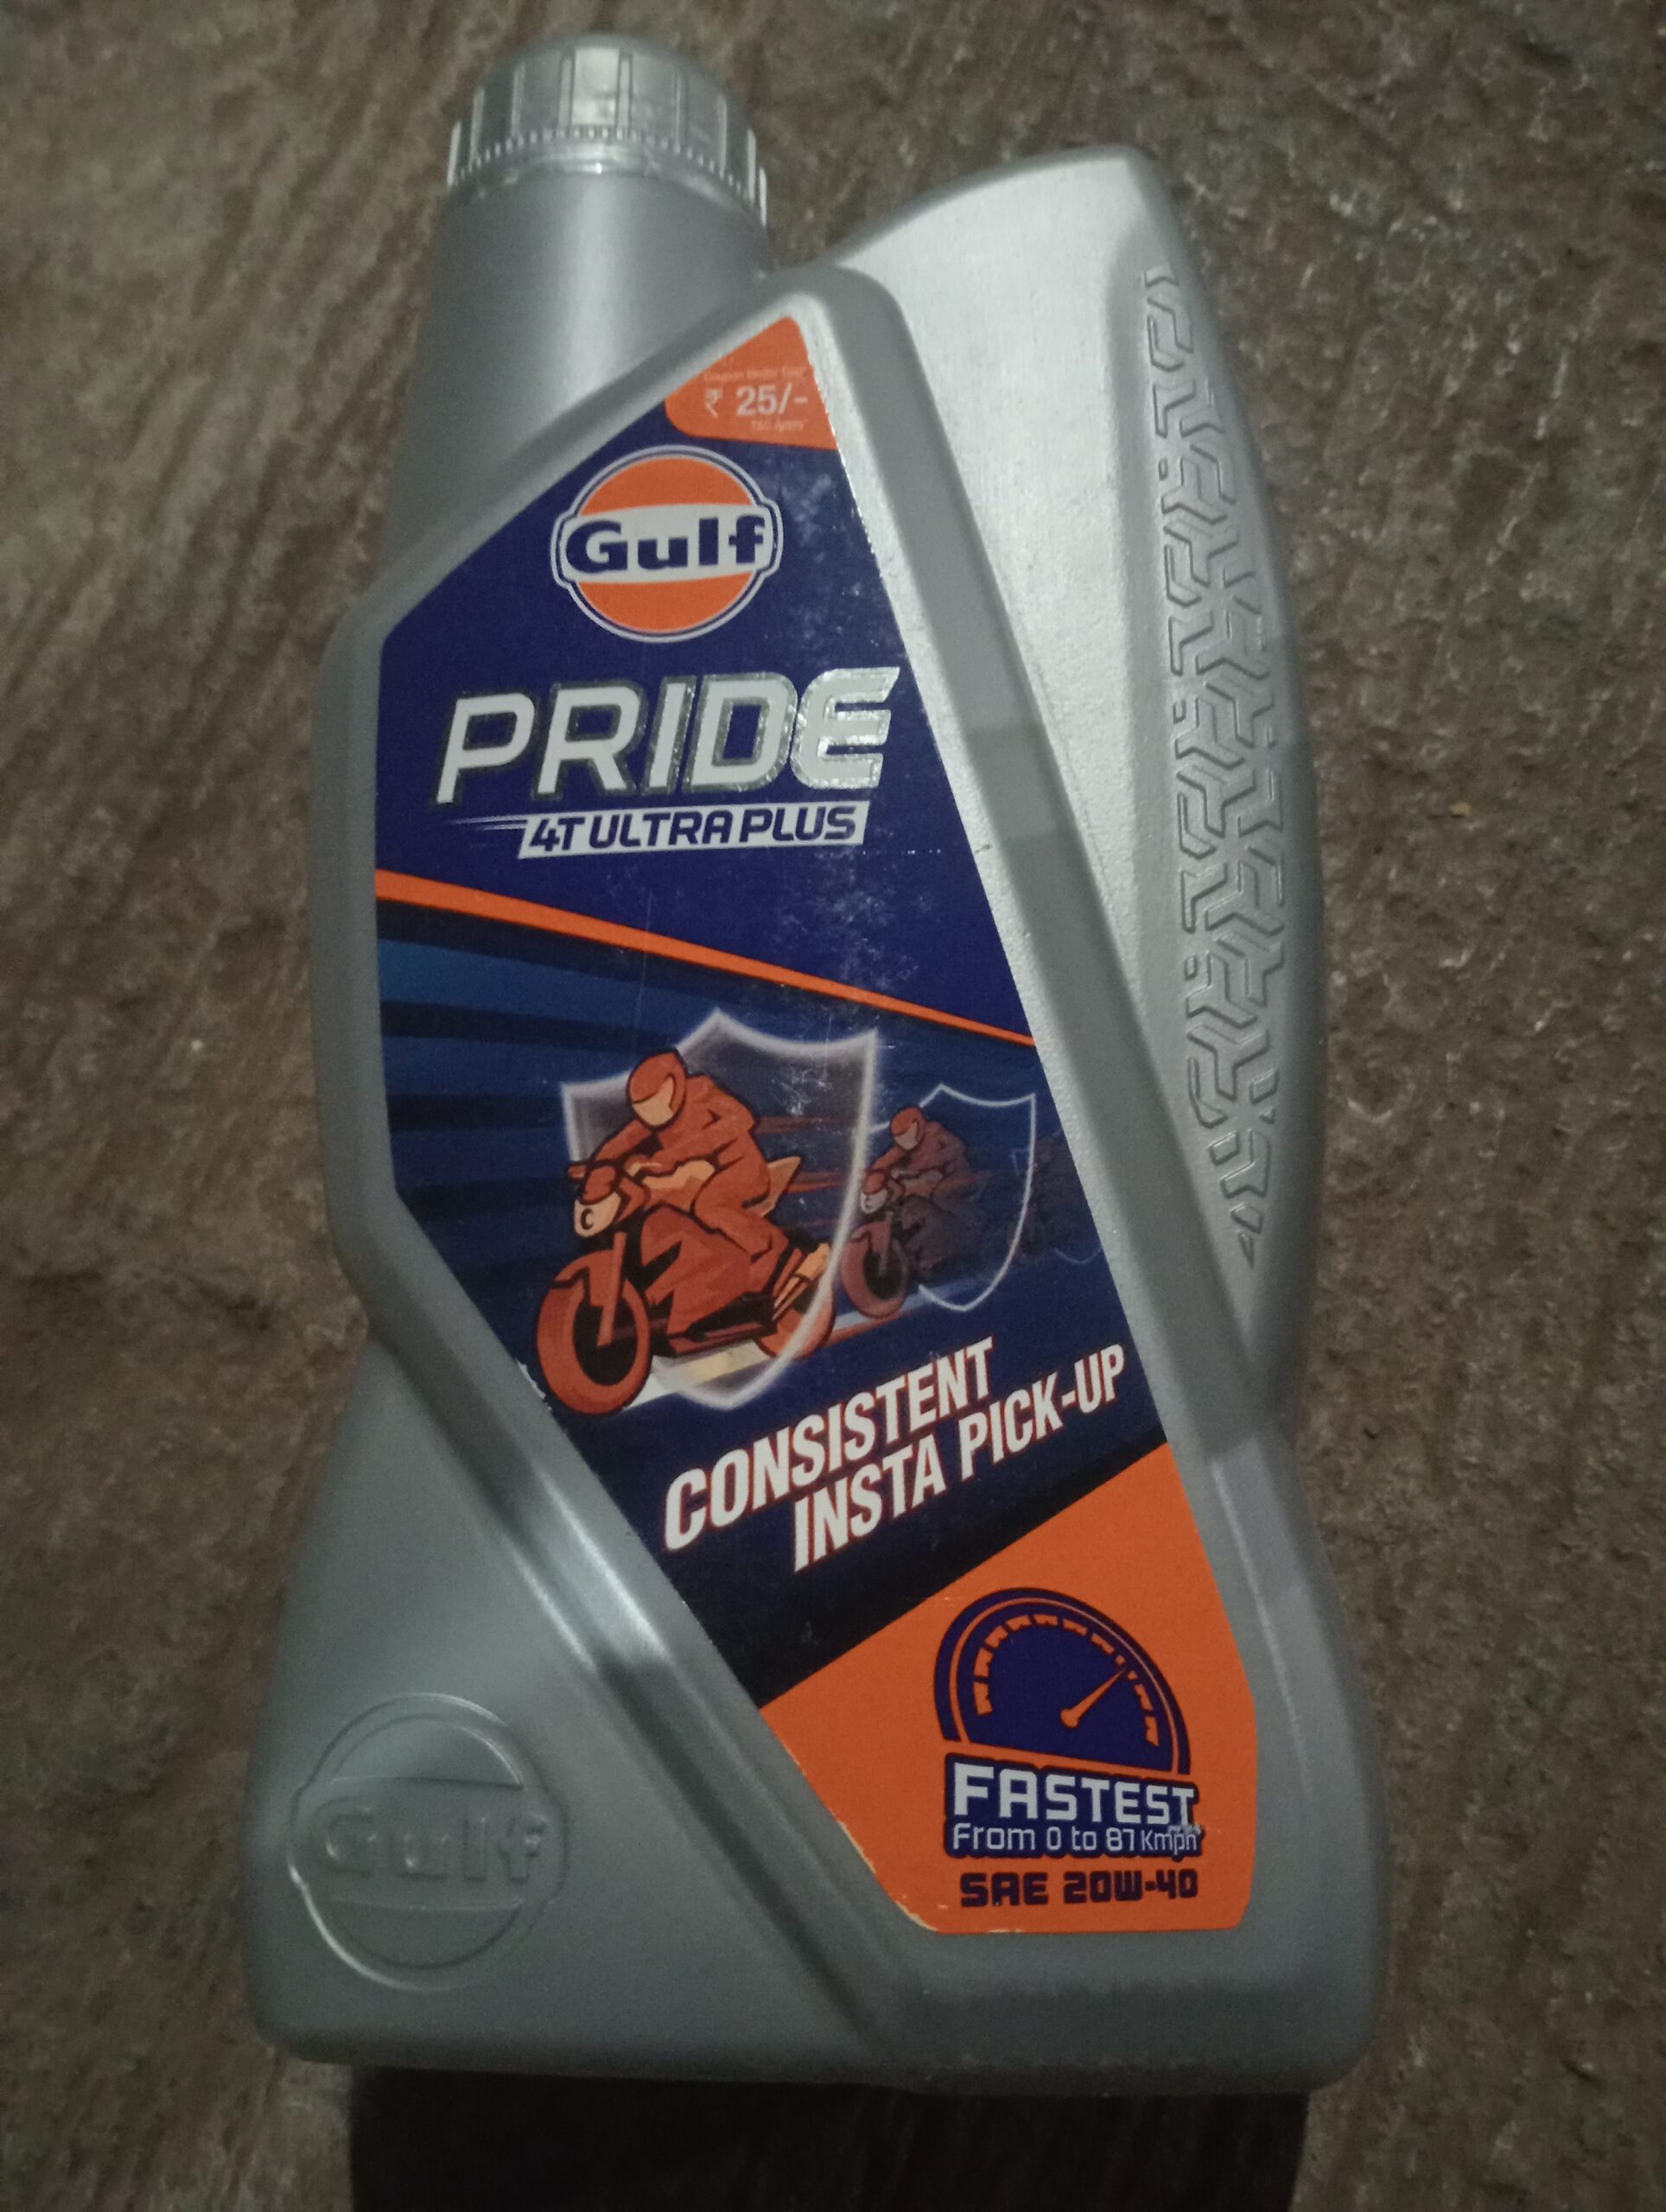 ₹ 25/-
Gulf
PRIDE
4T ULTRA PLUS
CONSISTENT
INSTA PICK-UP
FASTEST
From 0 to 87 Kmph
SAE 20W-40
Gulf